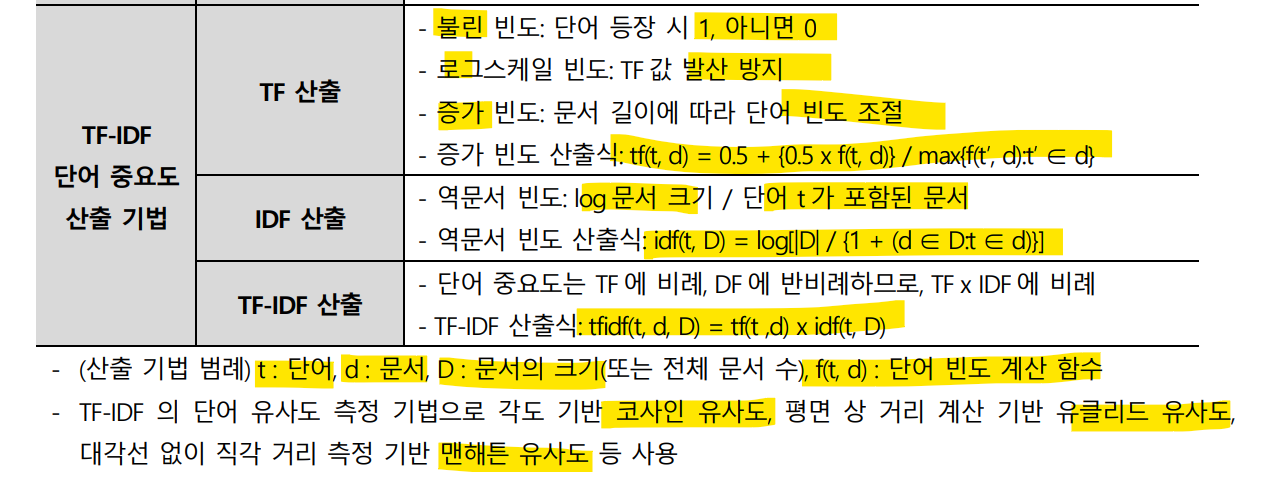 TF-IDF
단어 중요도
산출 기법
TF 산출
- 불린 빈도: 단어 등장 시 1, 아니면 0
- 로그스케일 빈도: TF 값 발산 방지
- 증가 빈도: 문서 길이에 따라 단어 빈도 조절
- 증가 빈도 산출식: tf(t, d) = 0.5 + {0.5 x f(t, d)} / max{f(t′, d):t′ ∈ d}
IDF 산출
- 역문서 빈도: log 문서 크기 / 단어 t 가 포함된 문서
- 역문서 빈도 산출식: idf(t, D) = log[|D| / {1 + (d ∈ D:t ∈ d)}]
TF-IDF 산출
- 단어 중요도는 TF 에 비례, DF 에 반비례하므로, TF x IDF 에 비례
- TF-IDF 산출식: tfidf(t, d, D) = tf(t ,d) x idf(t, D)
- (산출 기법 범례) t : 단어, d : 문서, D : 문서의 크기(또는 전체 문서 수), f(t, d) : 단어 빈도 계산 함수
- TF-IDF 의 단어 유사도 측정 기법으로 각도 기반 코사인 유사도, 평면 상 거리 계산 기반 유클리드 유사도,
대각선 없이 직각 거리 측정 기반 맨해튼 유사도 등 사용